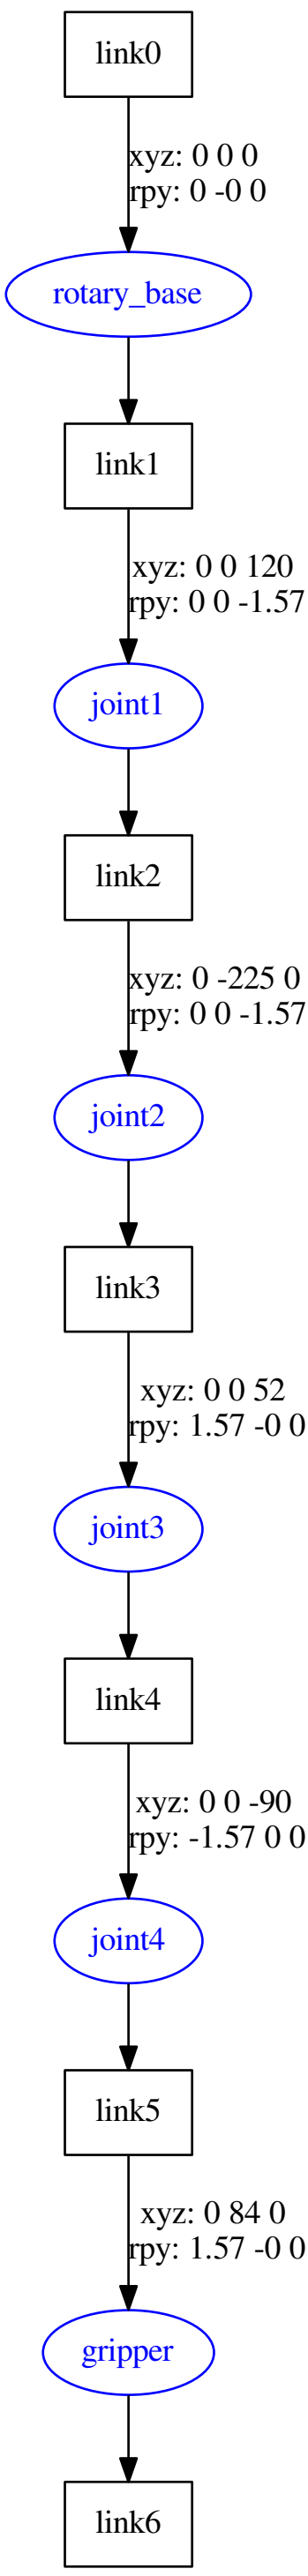 link0
xyz: 0 0 0
rpy: 0 -0 0
rotary_base
link1
xyz: 0 0 120
rpy: 0 0 -1.57
joint1
link2
xyz: 0 -225 0
rpy: 0 0 -1.57
joint2
link3
xyz: 0 0 52
rpy: 1.57 -0 0
joint3
link4
xyz: 0 0 -90
rpy: -1.57 0 0
joint4
link5
xyz: 0 84 0
rpy: 1.57 -0 0
gripper
link6